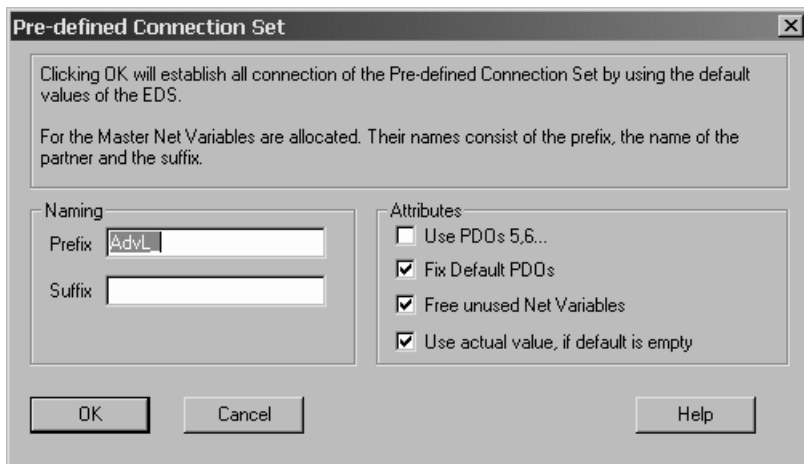 Pre-defined Connection Set
Clicking OK will establish all connection of the Pre-defined Connection Set by using the default
values of the EDS.
For the Master Net Variables are allocated. Their names consist of the prefix, the name of the
partner and the suffix.
Naming
Prefix AdvL_
Suffix
Attributes
Use PDOs 5,6...
Fix Default PDOs
Free unused Net Variables
Use actual value, if default is empty
OK
Cancel
Help